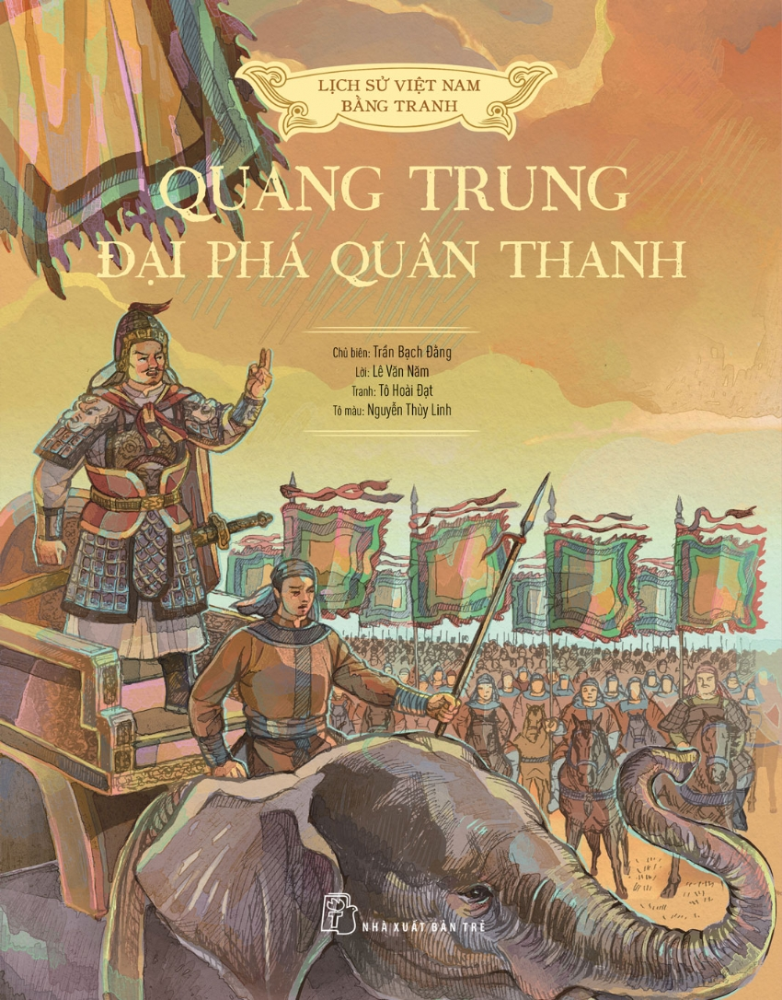 LỊCH SỬ VIỆT NAM
BẰNG TRANH
QUANG TRUNG
ĐẠI PHÁ QUÂN THANH
Chủ biên: Trần Bạch Đằng
Lời: Lê Văn Năm
Tranh: Tô Hoài Đạt
Tô màu: Nguyễn Thùy Linh
NHÀ XUẤT BẢN TRẺ